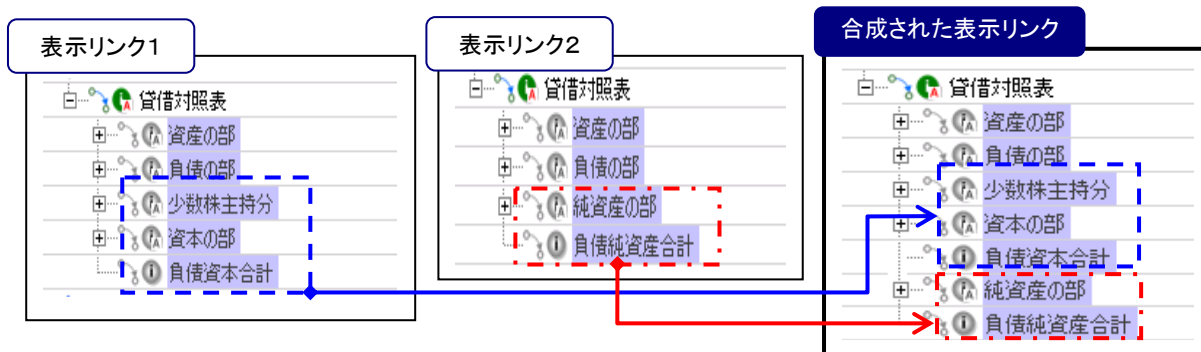 表示リンク1
貸借対照表
資産の部
負債の部
少数株主持分
資本の部
負債資本合計
表示リンク2
貸借対照表
資産の部
負債の部
純資産の部
負債純資産合計
合成された表示リンク
貸借対照表
資産の部
負債の部
少数株主持分
資本の部
負債資本合計
純資産の部
負債純資産合計